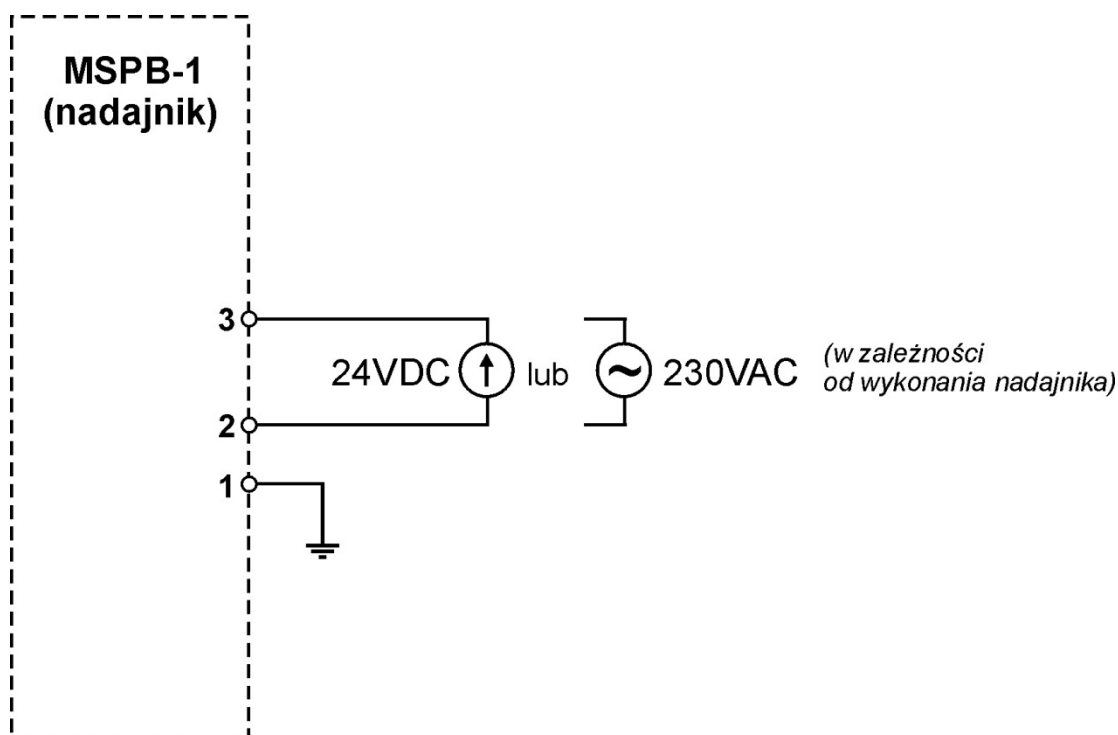 MSPB-1
(nadajnik)
3
24VDC lub 230VAC (w zależności
od wykonania nadajnika)
2
1